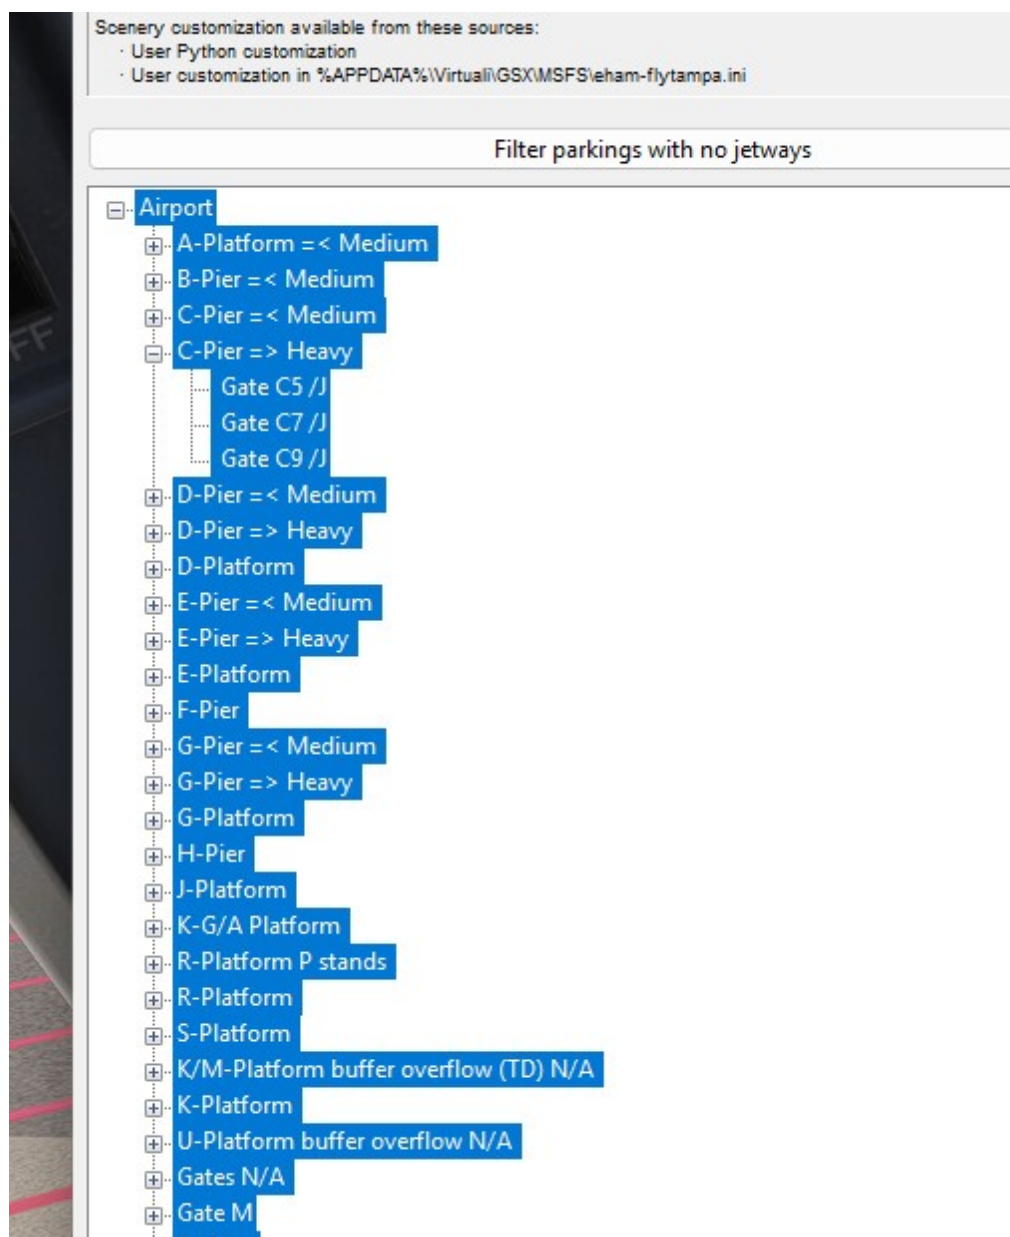 Scenery customization available from these sources:
· User Python customization
· User customization in %APPDATA%\Virtuali\GSX\MSFS\eham-flytampa.ini
Filter parkings with no jetways
Airport
A-Platform =< Medium
B-Pier =< Medium
C-Pier =< Medium
C-Pier => Heavy
Gate C5 /J
Gate C7 /J
Gate C9 /J
D-Pier =< Medium
D-Pier => Heavy
D-Platform
E-Pier =< Medium
E-Pier => Heavy
E-Platform
F-Pier
G-Pier =< Medium
G-Pier => Heavy
G-Platform
H-Pier
J-Platform
K-G/A Platform
R-Platform P stands
R-Platform
S-Platform
K/M-Platform buffer overflow (TD) N/A
K-Platform
U-Platform buffer overflow N/A
Gates N/A
Gate M